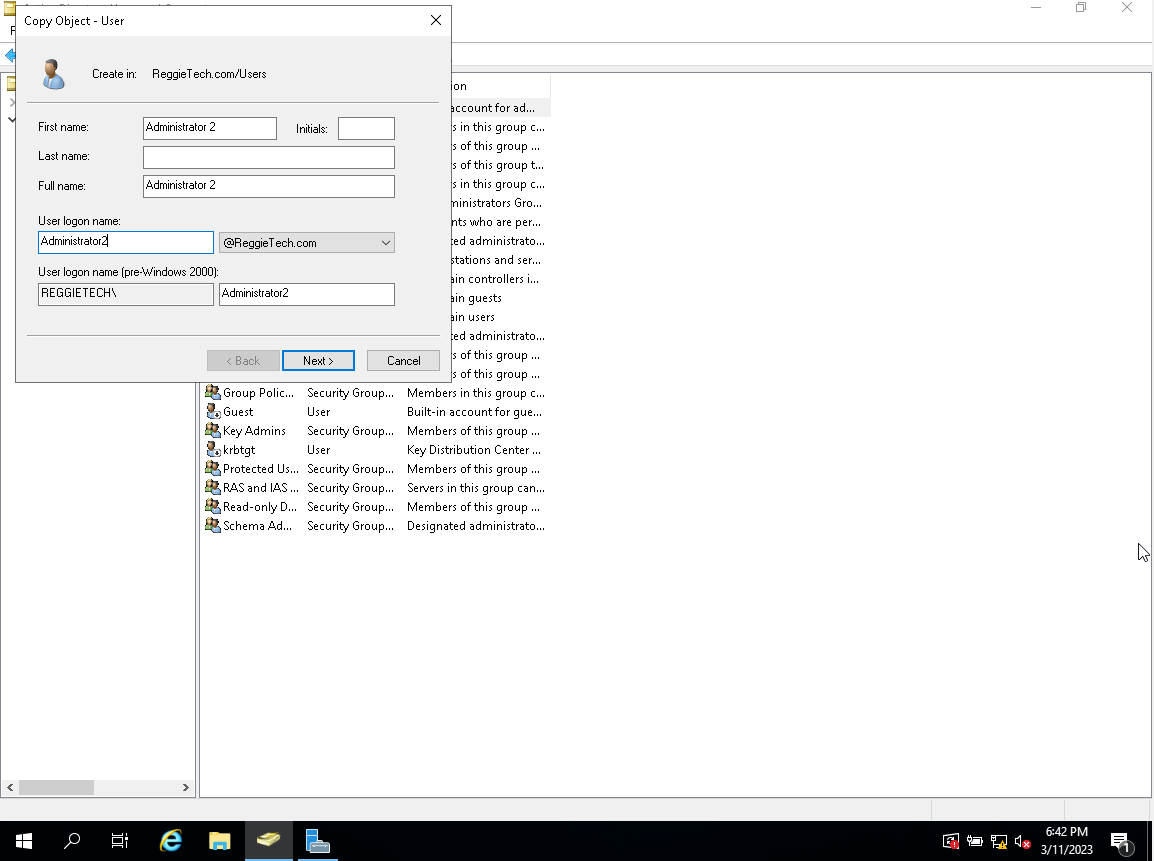 Copy Object - User
Create in: ReggieTech.com/Users
First name: Administrator 2 Initials:
Last name:
Full name: Administrator 2
User logon name:
Administrator2 @ReggieTech.com
User logon name (pre-Windows 2000):
REGGIETECH\ Administrator2
< Back Next > Cancel
ion
account for ad...
s in this group c...
s of this group ...
s of this group t...
s in this group c...
ministrators Gro...
nts who are per...
ted administrato...
stations and ser...
ain controllers i...
ain guests
ain users
ted administrato...
s of this group ...
s of this group ...
Group Polic... Security Group... Members in this group c...
Guest User Built-in account for gue...
Key Admins Security Group... Members of this group ...
krbtgt User Key Distribution Center ...
Protected Us... Security Group... Members of this group ...
RAS and IAS ... Security Group... Servers in this group can...
Read-only D... Security Group... Members of this group ...
Schema Ad... Security Group... Designated administrato...
6:42 PM
3/11/2023
1